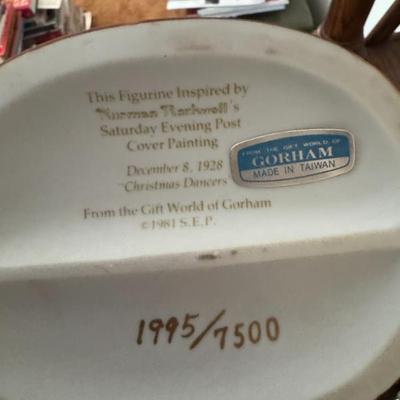 This Figurine Inspired by
Norman Rockwell's
Saturday Evening Post
Cover Painting
December 8, 1928
Christmas Dancers
From the Gift World of Gorham
©1981 S.E.P.
FROM THE GIFT WORLD OF
GORHAM
MADE IN TAIWAN
1995/7500